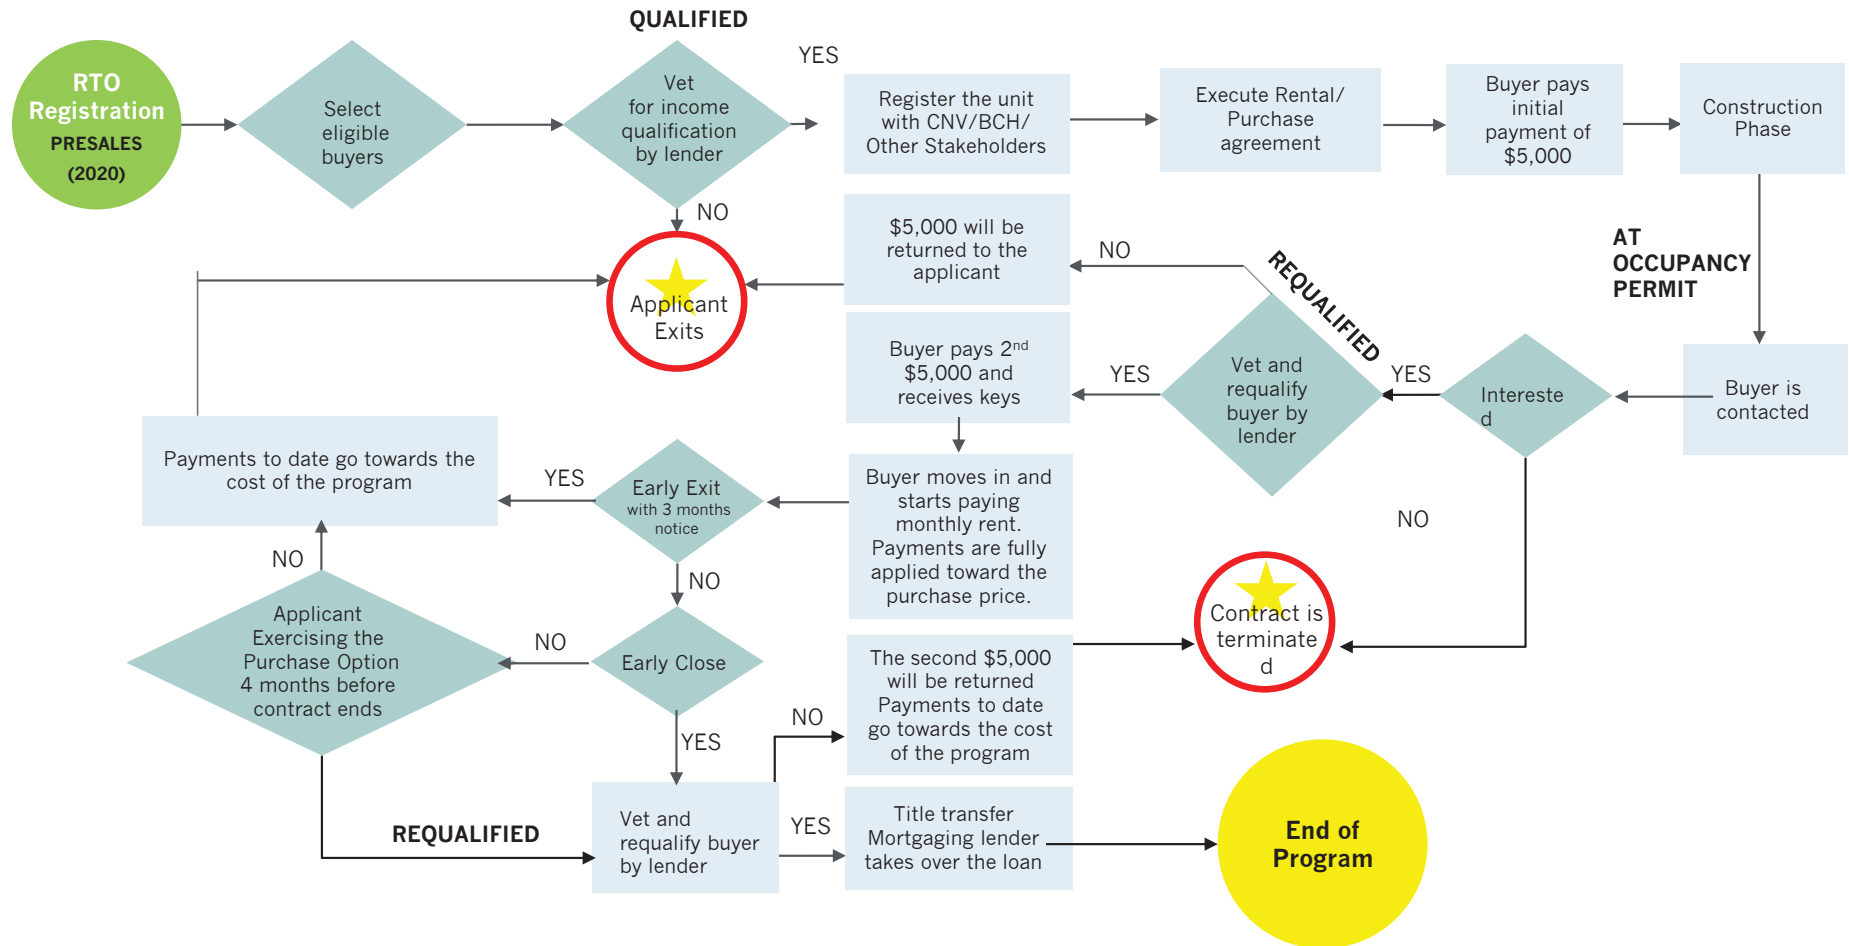 QUALIFIED
RTO
Registration
PRESALES
(2020)
Select
eligible
buyers
Vet
for income
qualification
by lender
YES
Register the unit
with CNV/BCH/
Other Stakeholders
Execute Rental/
Purchase
agreement
Buyer pays
initial
payment of
$5,000
Construction
Phase
NO
Applicant
Exits
$5,000 will be
returned to the
applicant
NO
REQUALIFIED
AT
OCCUPANCY
PERMIT
Buyer pays 2nd
$5,000 and
receives keys
YES
Vet and
requalify
buyer by
lender
YES
Intereste
d
Buyer is
contacted
Payments to date go towards the
cost of the program
YES
Early Exit
with 3 months
notice
Buyer moves in and
starts paying
monthly rent.
Payments are fully
applied toward the
purchase price.
NO
NO
NO
Contract is
terminate
d
Applicant
Exercising the
Purchase Option
4 months before
contract ends
NO
Early Close
The second $5,000
will be returned
Payments to date
go towards the cost
of the program
NO
YES
REQUALIFIED
Vet and
requalify buyer
by lender
YES
Title transfer
Mortgaging lender
takes over the loan
End of
Program